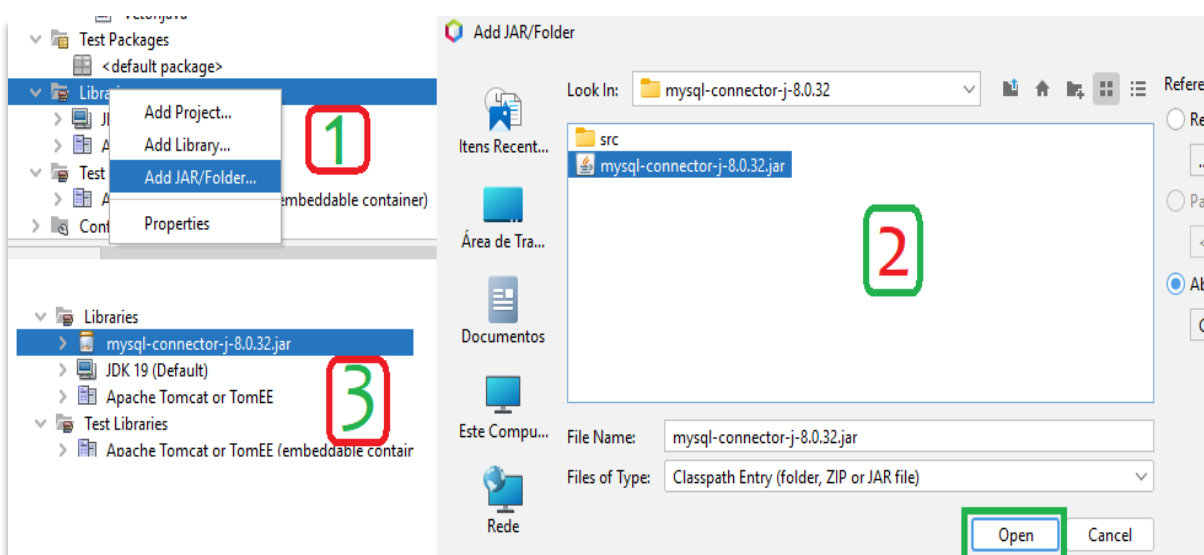 Test Packages
<default package>
Add Project...
Add Library...
Add JAR/Folder...
Test
embeddable container)
Properties
1
Libraries
mysql-connector-j-8.0.32.jar
JDK 19 (Default)
Apache Tomcat or TomEE
Test Libraries
Apache Tomcat or TomEE (embeddable contain
3
Add JAR/Folder
Look In:
mysql-connector-j-8.0.32
Itens Recent...
Área de Tra...
Documentos
Este Compu...
Rede
src
mysql-connector-j-8.0.32.jar
2
File Name:
mysql-connector-j-8.0.32.jar
Files of Type:
Classpath Entry (folder, ZIP or JAR file)
Open
Cancel